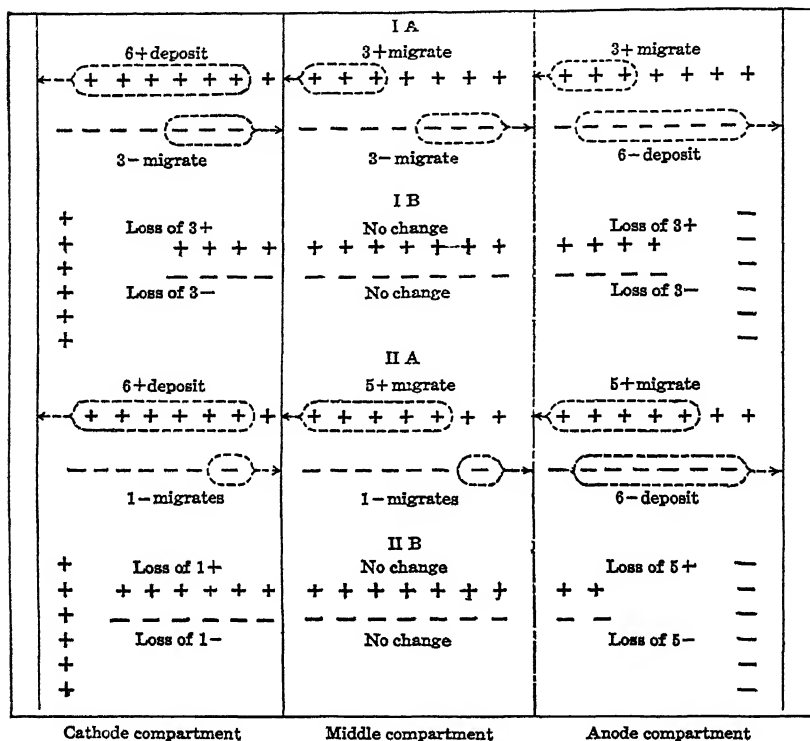 I A
6+deposit 3+migrate 3+migrate
+ + + + + + + + + + + + + + + + + + + + +
— — — — — — — — — — — — — — — — — — — — —
3−migrate 3−migrate 6−deposit
I B
Loss of 3+ No change Loss of 3+
+ + + + + + + + + + + + + + +
— — — — — — — — — — — — — — —
Loss of 3− No change Loss of 3−
II A
6+deposit 5+migrate 5+migrate
+ + + + + + + + + + + + + + + + + + + + +
— — — — — — — — — — — — — — — — — — — — —
1−migrates 1−migrates 6−deposit
II B
Loss of 1+ No change Loss of 5+
+ + + + + + + + + + + + + + +
— — — — — — — — — — — — — — —
Loss of 1− No change Loss of 5−
Cathode compartment Middle compartment Anode compartment